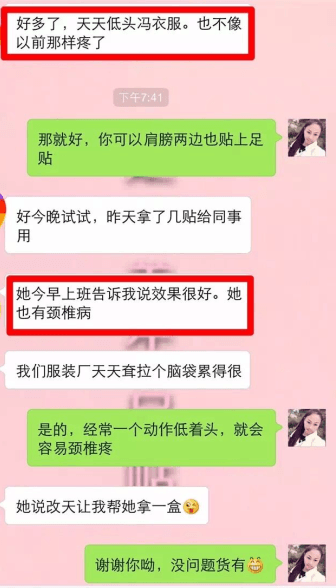 好多了，天天低头冯衣服。也不像
以前那样疼了
下午7:41
那就好，你可以肩膀两边也贴上足
贴
好今晚试试，昨天拿了几贴给同事
用
她今早上班告诉我说效果很好。她
也有颈椎病
我们服装厂天天耷拉个脑袋累得很
是的，经常一个动作低着头，就会
容易颈椎疼
她说改天让我帮她拿一盒
谢谢你呦，没问题货有